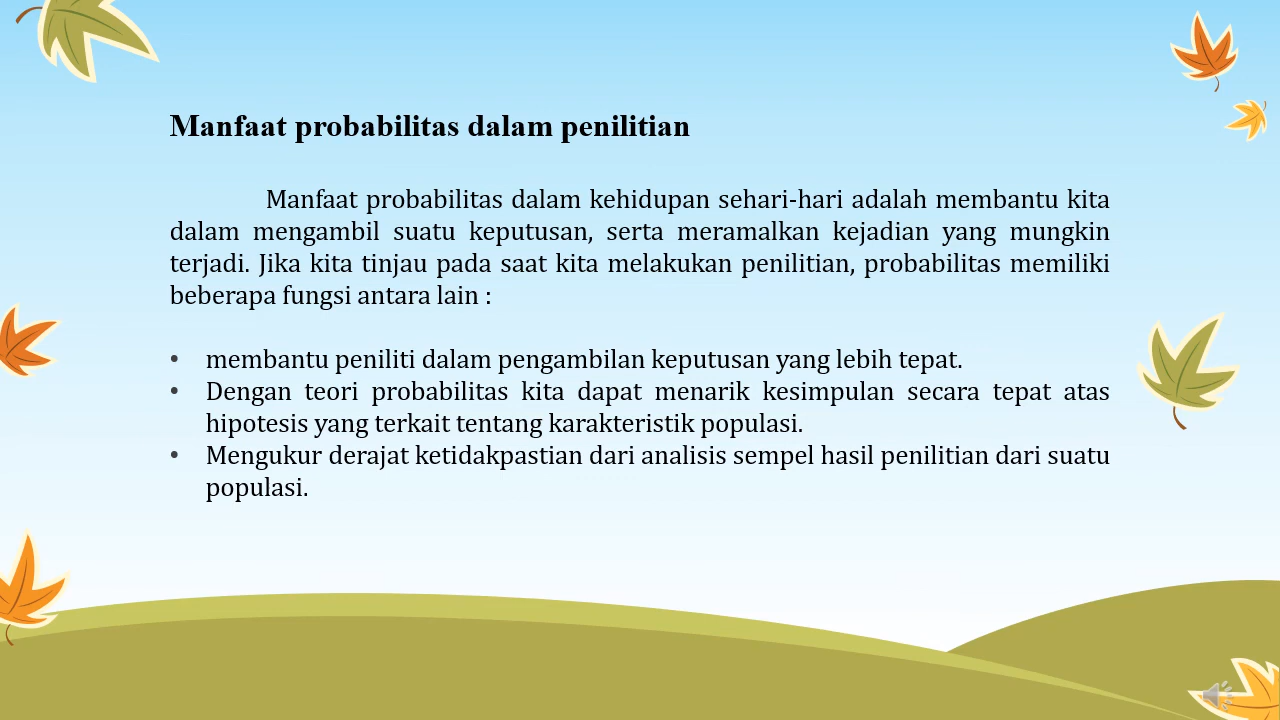 Manfaat probabilitas dalam penilitian
Manfaat probabilitas dalam kehidupan sehari-hari adalah membantu kita
dalam mengambil suatu keputusan, serta meramalkan kejadian yang mungkin
terjadi. Jika kita tinjau pada saat kita melakukan penilitian, probabilitas memiliki
beberapa fungsi antara lain :
• membantu peniliti dalam pengambilan keputusan yang lebih tepat.
• Dengan teori probabilitas kita dapat menarik kesimpulan secara tepat atas
hipotesis yang terkait tentang karakteristik populasi.
• Mengukur derajat ketidakpastian dari analisis sempel hasil penilitian dari suatu
populasi.